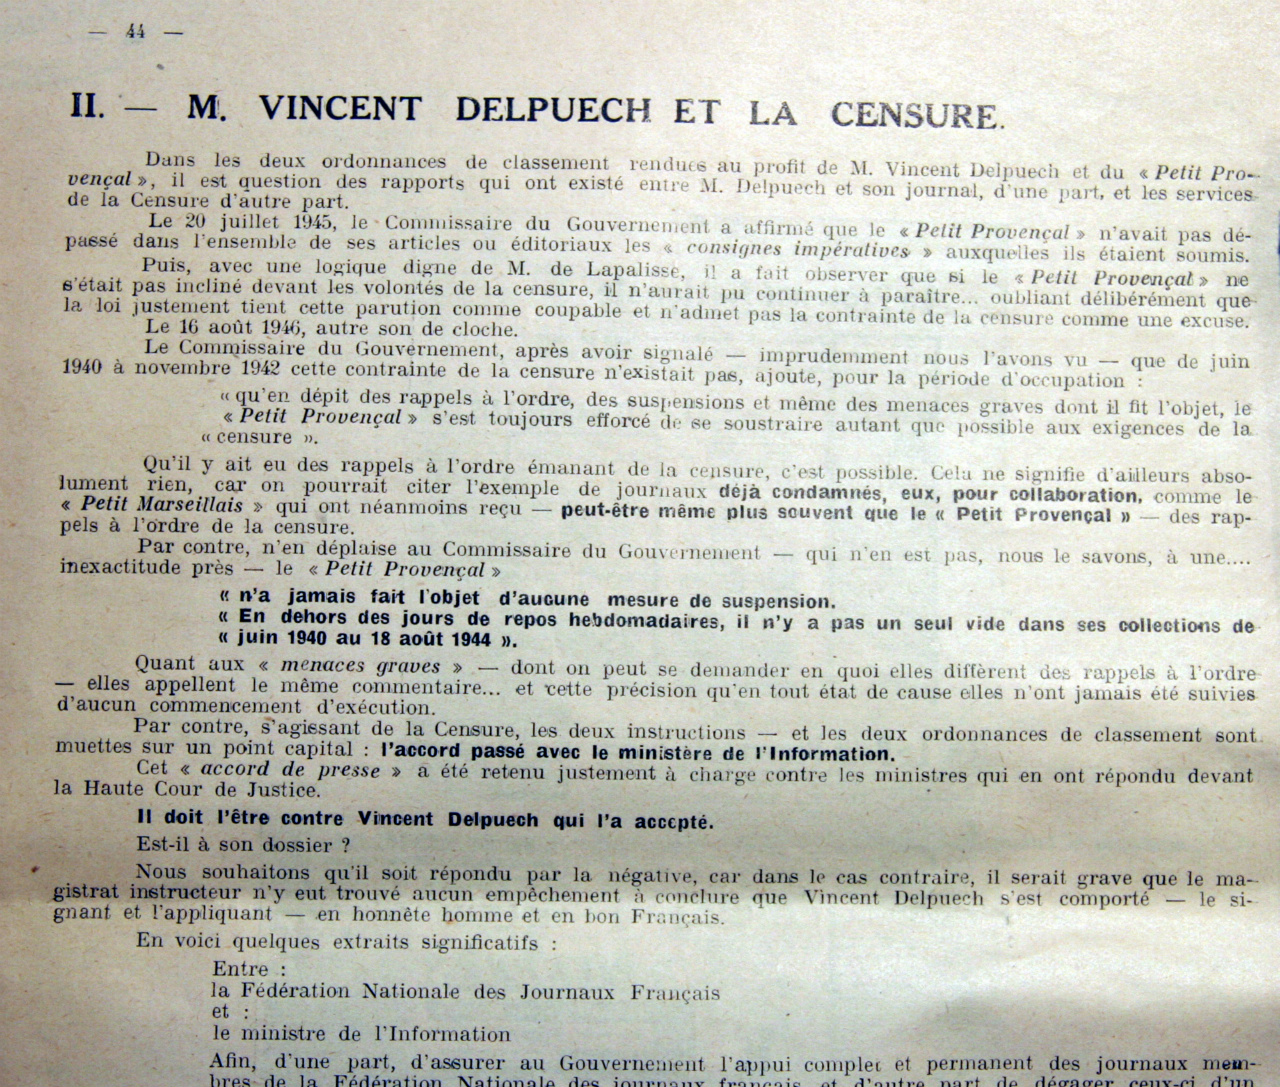 — 44 —
II. — M. VINCENT DELPUECH ET LA CENSURE.
Dans les deux ordonnances de classement rendues au profit de M. Vincent Delpuech et du « Petit Pro-
vençal », il est question des rapports qui ont existé entre M. Delpuech et son journal, d'une part, et les services
de la Censure d'autre part.
Le 20 juillet 1945, le Commissaire du Gouvernement a affirmé que le « Petit Provençal » n'avait pas dé-
passé dans l'ensemble de ses articles ou éditoriaux les « consignes impératives » auxquelles ils étaient soumis.
Puis, avec une logique digne de M. de Lapalisse, il a fait observer que si le « Petit Provençal » ne
s'était pas incliné devant les volontés de la censure, il n'aurait pu continuer à paraître... oubliant délibérément que
la loi justement tient cette parution comme coupable et n'admet pas la contrainte de la censure comme une excuse.
Le 16 août 1946, autre son de cloche.
Le Commissaire du Gouvernement, après avoir signalé — imprudemment nous l'avons vu — que de juin
1940 à novembre 1942 cette contrainte de la censure n'existait pas, ajoute, pour la période d'occupation :
« qu'en dépit des rappels à l'ordre, des suspensions et même des menaces graves dont il fit l'objet, le
« Petit Provençal » s'est toujours efforcé de se soustraire autant que possible aux exigences de la
« censure ».
Qu'il y ait eu des rappels à l'ordre émanant de la censure, c'est possible. Cela ne signifie d'ailleurs abso-
lument rien, car on pourrait citer l'exemple de journaux déjà condamnés, eux, pour collaboration, comme le
« Petit Marseillais » qui ont néanmoins reçu — peut-être même plus souvent que le « Petit Provençal » — des rap-
pels à l'ordre de la censure.
Par contre, n'en déplaise au Commissaire du Gouvernement — qui n'en est pas, nous le savons, à une....
inexactitude près — le « Petit Provençal »
« n'a jamais fait l'objet d'aucune mesure de suspension.
« En dehors des jours de repos hebdomadaires, il n'y a pas un seul vide dans ses collections de
« juin 1940 au 18 août 1944 ».
Quant aux « menaces graves » — dont on peut se demander en quoi elles diffèrent des rappels à l'ordre
— elles appellent le même commentaire... et cette précision qu'en tout état de cause elles n'ont jamais été suivies
d'aucun commencement d'exécution.
Par contre, s'agissant de la Censure, les deux instructions — et les deux ordonnances de classement sont
muettes sur un point capital : l'accord passé avec le ministère de l'Information.
Cet « accord de presse » a été retenu justement à charge contre les ministres qui en ont répondu devant
la Haute Cour de Justice.
Il doit l'être contre Vincent Delpuech qui l'a accepté.
Est-il à son dossier ?
Nous souhaitons qu'il soit répondu par la négative, car dans le cas contraire, il serait grave que le ma-
gistrat instructeur n'y eut trouvé aucun empêchement à conclure que Vincent Delpuech s'est comporté — le si-
gnant et l'appliquant — en honnête homme et en bon Français.
En voici quelques extraits significatifs :
Entre :
la Fédération Nationale des Journaux Français
et :
le ministre de l'Information
Afin, d'une part, d'assurer au Gouvernement l'appui complet et permanent des journaux mem-
bres de la Fédération Nationale des journaux français et d'autre part de dégager ceux-ci d'un